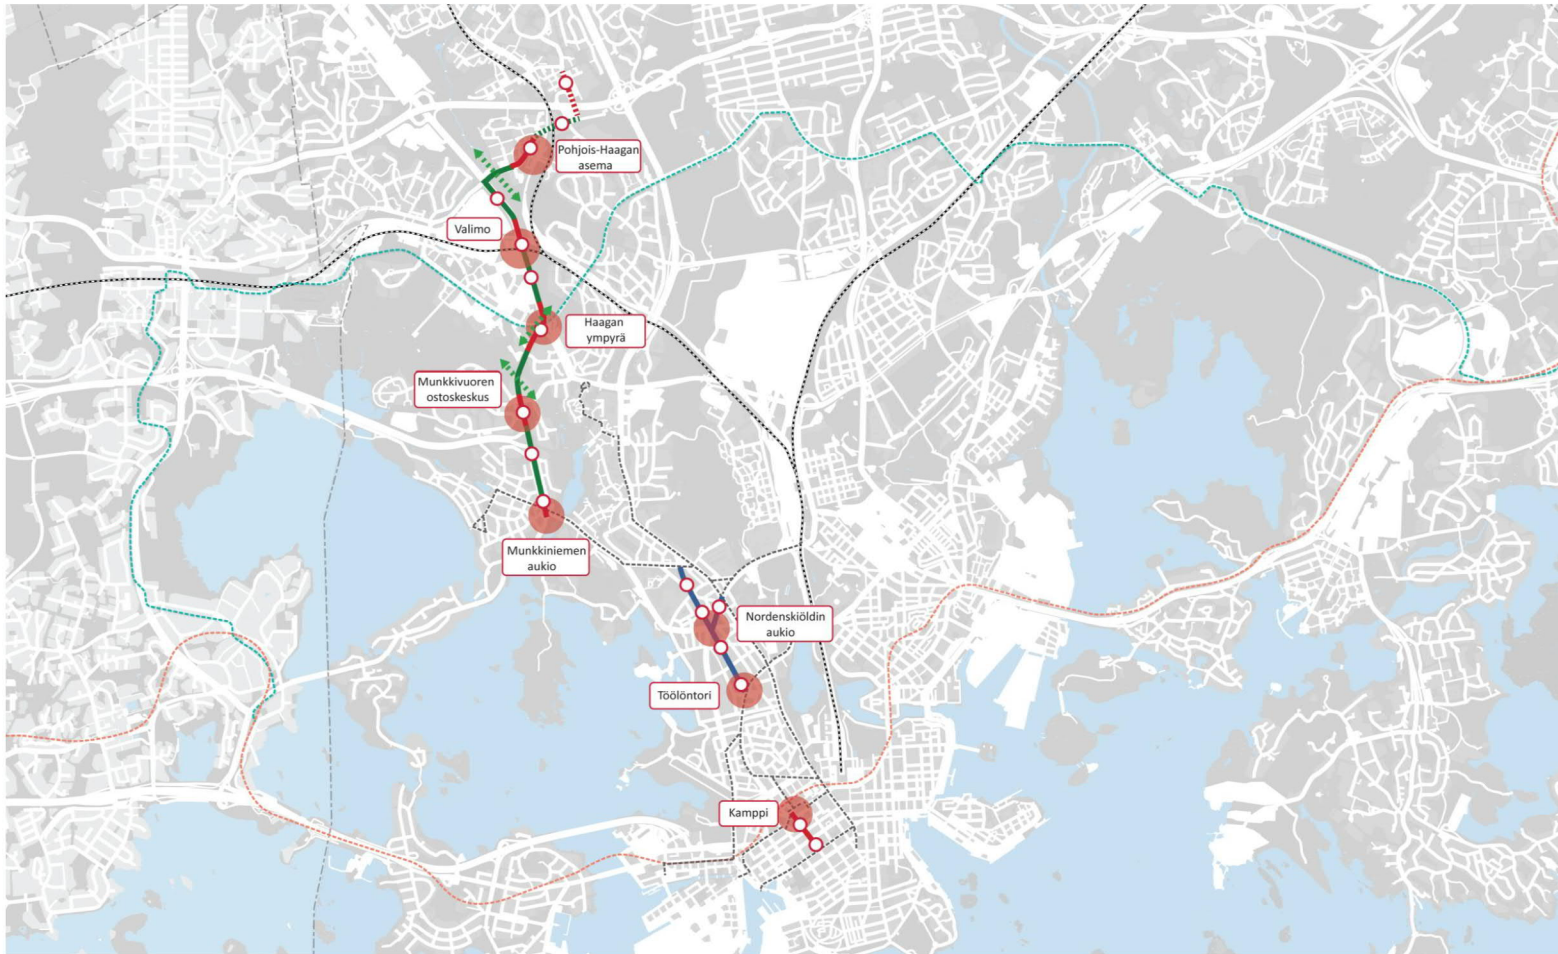 Pohjois-Haagan
asema
Valimo
Haagan
ympyrä
Munkkivuoren
ostoskeskus
Munkkiniemen
aukio
Nordenskiöldin
aukio
Töölöntori
Kamppi